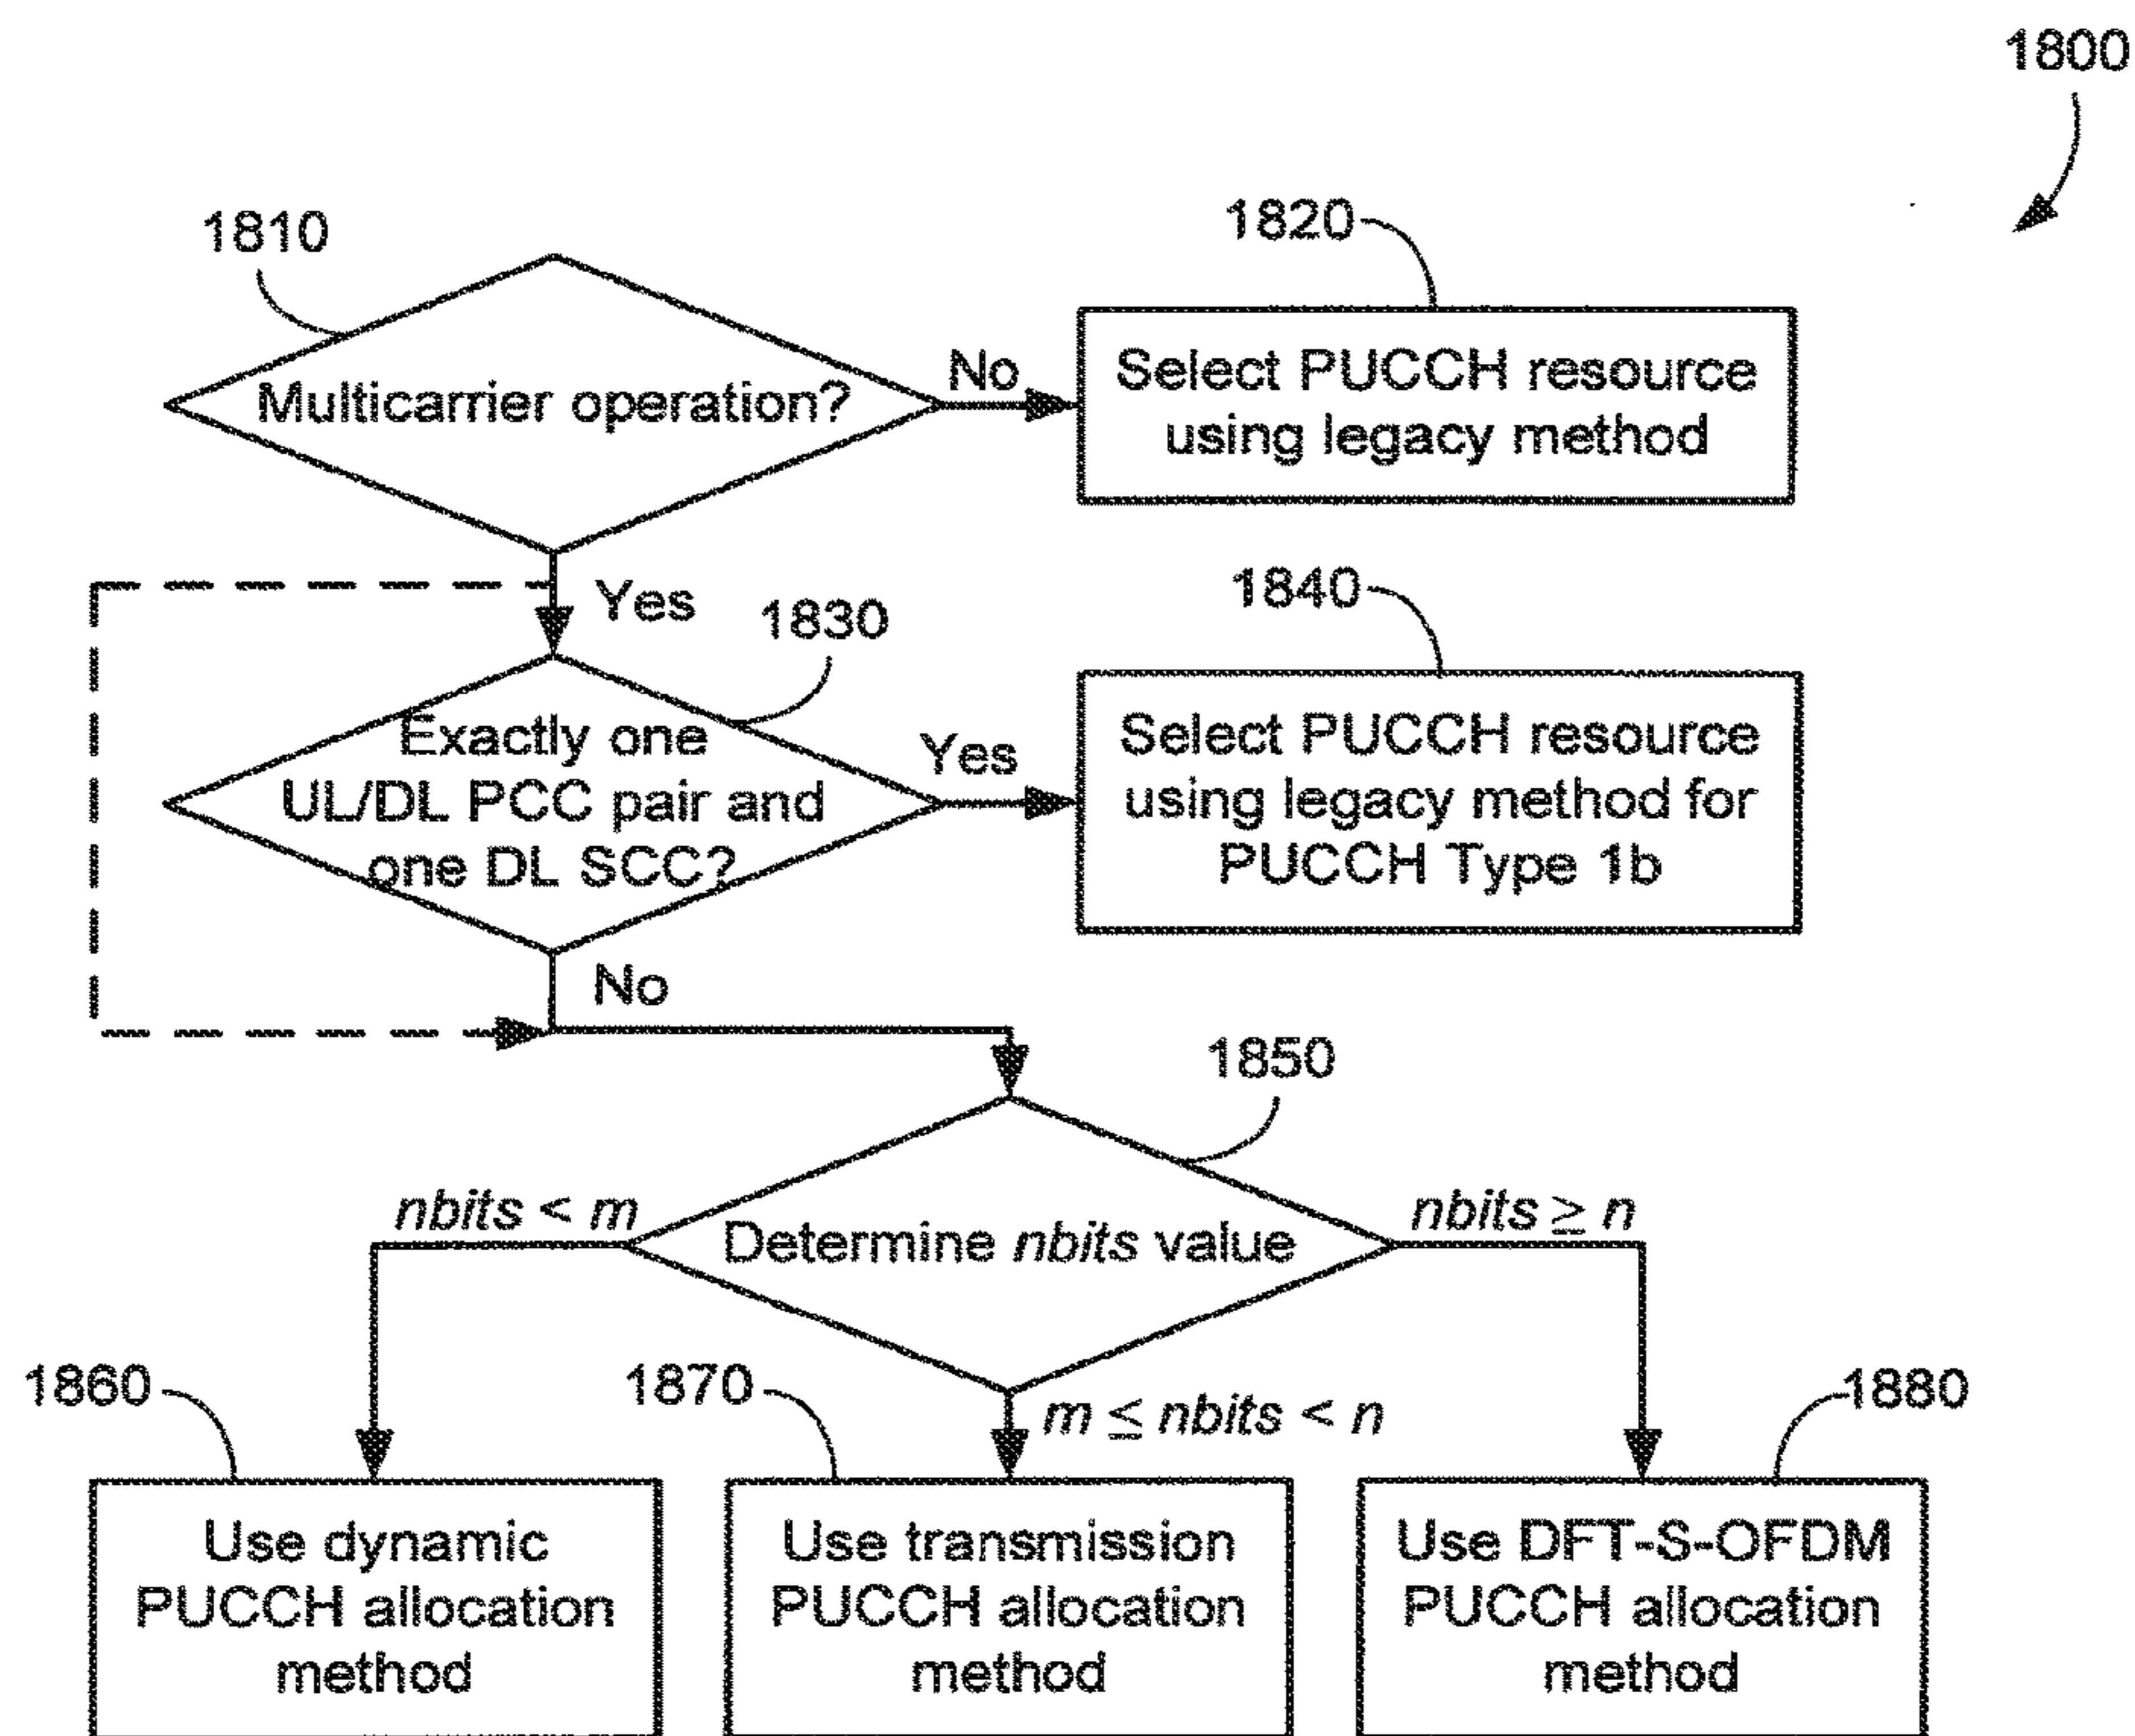 1800
1810
1820
Multicarrier operation?
No
Select PUCCH resource
using legacy method
Yes
1830
1840
Exactly one
UL/DL PCC pair and
one DL SCC?
Yes
Select PUCCH resource
using legacy method for
PUCCH Type 1b
No
1850
nbits < m
Determine nbits value
nbits ≥ n
1860
1870
m ≤ nbits < n
1880
Use dynamic
PUCCH allocation
method
Use transmission
PUCCH allocation
method
Use DFT-S-OFDM
PUCCH allocation
method